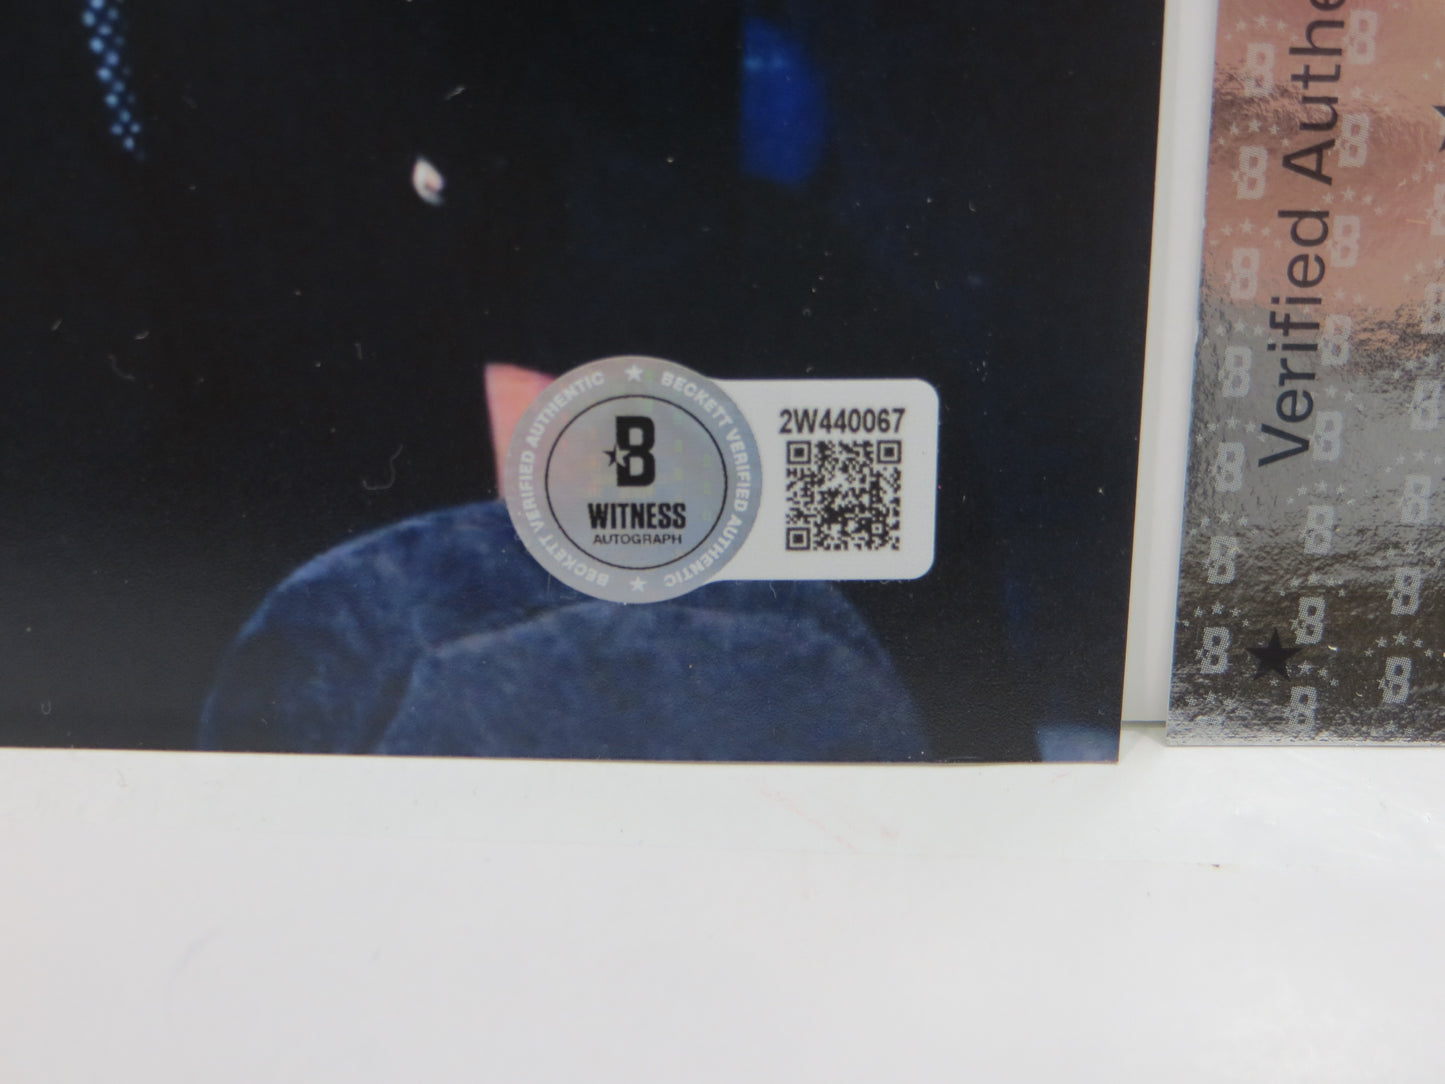 BECKETT VERIFIED AUTHENTIC ★ BECKETT VERIFIED AUTHENTIC ★
B
WITNESS
AUTOGRAPH
2W440067
Verified Authe